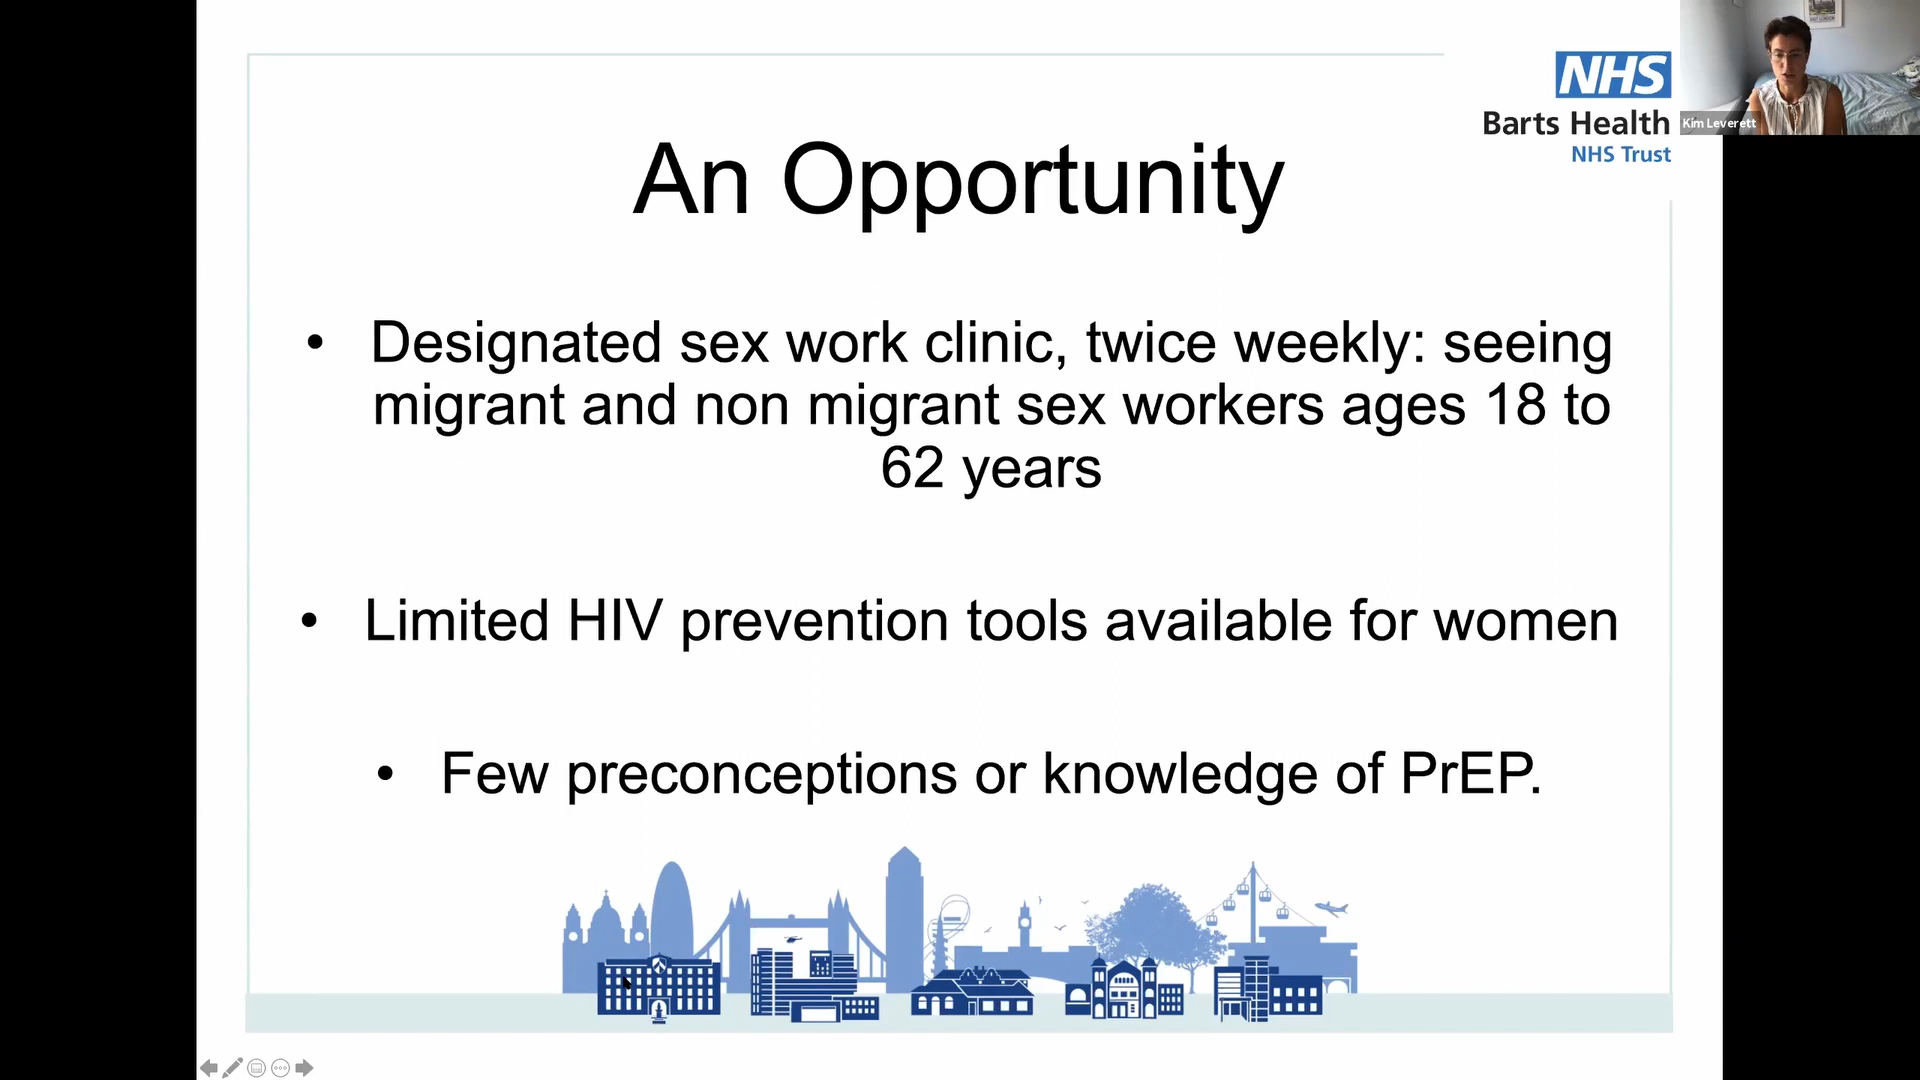 NHS
Barts Health
NHS Trust
Kim Leverett
An Opportunity
• Designated sex work clinic, twice weekly: seeing
migrant and non migrant sex workers ages 18 to
62 years
• Limited HIV prevention tools available for women
• Few preconceptions or knowledge of PrEP.